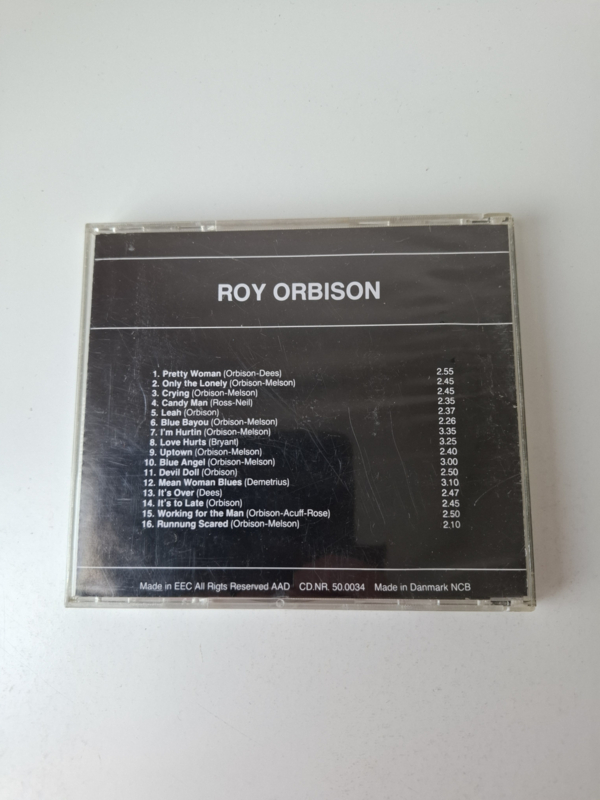 ROY ORBISON
1. Pretty Woman (Orbison-Dees) 2.55
2. Only the Lonely (Orbison-Melson) 2.45
3. Crying (Orbison-Melson) 2.45
4. Candy Man (Ross-Neil) 2.35
5. Leah (Orbison) 2.37
6. Blue Bayou (Orbison-Melson) 2.26
7. I'm Hurtin (Orbison-Melson) 3.35
8. Love Hurts (Bryant) 3.25
9. Uptown (Orbison-Melson) 2.40
10. Blue Angel (Orbison-Melson) 3.00
11. Devil Doll (Orbison) 2.50
12. Mean Woman Blues (Demetrius) 3.10
13. It's Over (Dees) 2.47
14. It's to Late (Orbison) 2.45
15. Working for the Man (Orbison-Acuff-Rose) 2.50
16. Runnung Scared (Orbison-Melson) 2.10
Made in EEC All Rigts Reserved AAD CD.NR. 50.0034 Made in Danmark NCB